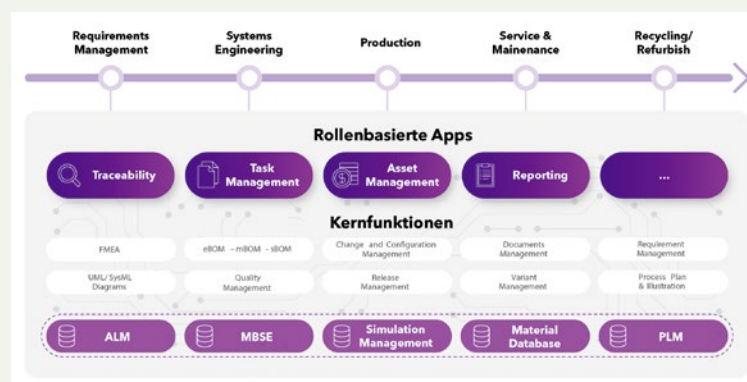 Requirements
Management
Systems
Engineering
Production
Service &
Mainenance
Recycling/
Refurbish
Rollenbasierte Apps
Traceability
Task
Management
Asset
Management
Reporting
...
Kernfunktionen
FMEA
eBOM - mBOM - sBOM
Change and Configuration
Management
Documents
Management
Requirement
Management
UML/ SysML
Diagrams
Quality
Management
Release
Management
Variant
Management
Process Plan
& Illustration
ALM
MBSE
Simulation
Management
Material
Database
PLM